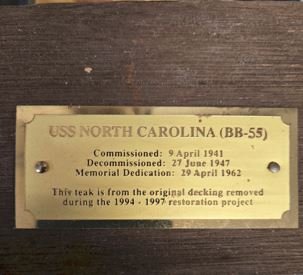 USS NORTH CAROLINA (BB-55)
Commissioned: 9 April 1941
Decommissioned: 27 June 1947
Memorial Dedication: 29 April 1962
This teak is from the original decking removed
during the 1994 - 1997 restoration project